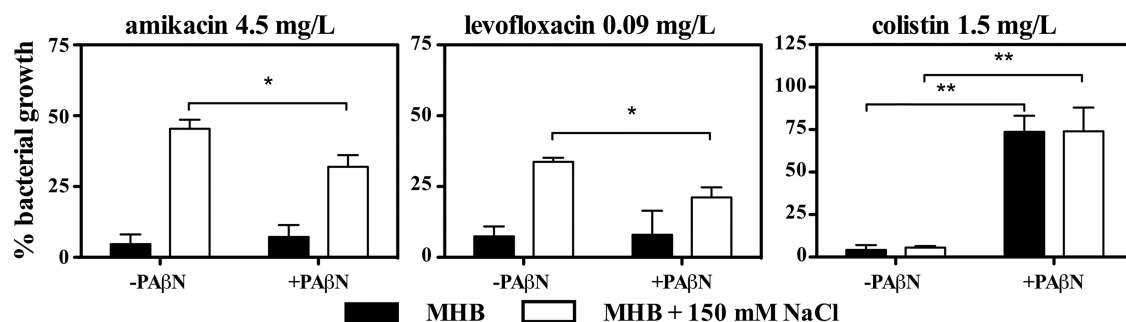 amikacin 4.5 mg/L
levofloxacin 0.09 mg/L
colistin 1.5 mg/L
% bacterial growth
75
50
25
0
*
-PAβN
+PAβN
75
50
25
0
*
-PAβN
+PAβN
125
100
75
50
25
0
**
**
-PAβN
+PAβN
MHB
MHB + 150 mM NaCl